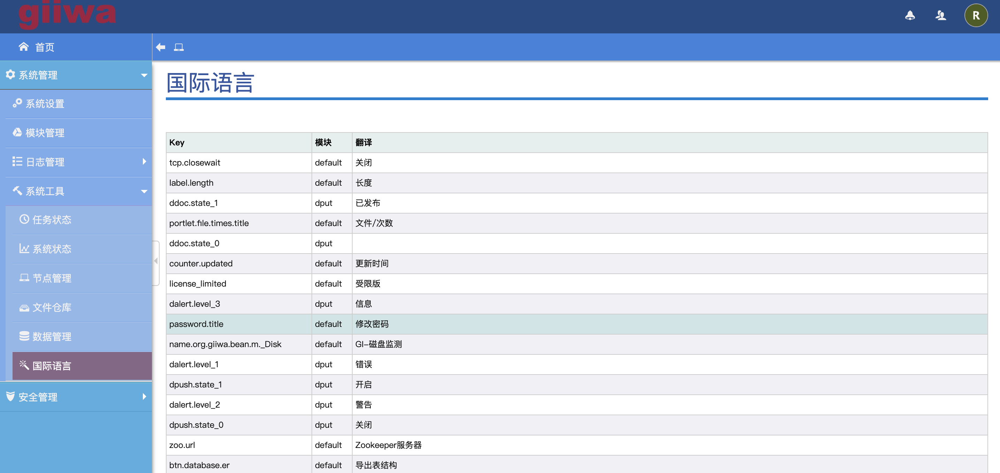 giiwa
R
首页
系统管理
系统设置
模块管理
日志管理
系统工具
任务状态
系统状态
节点管理
文件仓库
数据管理
国际语言
安全管理
国际语言
Key 模块 翻译
tcp.closewait default 关闭
label.length default 长度
ddoc.state_1 dput 已发布
portlet.file.times.title default 文件/次数
ddoc.state_0 dput
counter.updated default 更新时间
license_limited default 受限版
dalert.level_3 dput 信息
password.title default 修改密码
name.org.giiwa.bean.m._Disk default GI-磁盘监测
dalert.level_1 dput 错误
dpush.state_1 dput 开启
dalert.level_2 dput 警告
dpush.state_0 dput 关闭
zoo.url default Zookeeper服务器
btn.database.er default 导出表结构